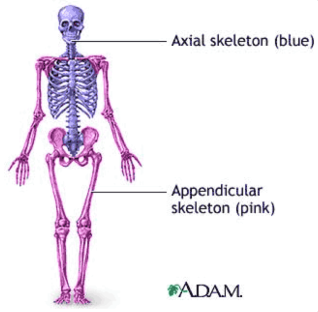 Axial skeleton (blue)
Appendicular
skeleton (pink)
A.D.A.M.